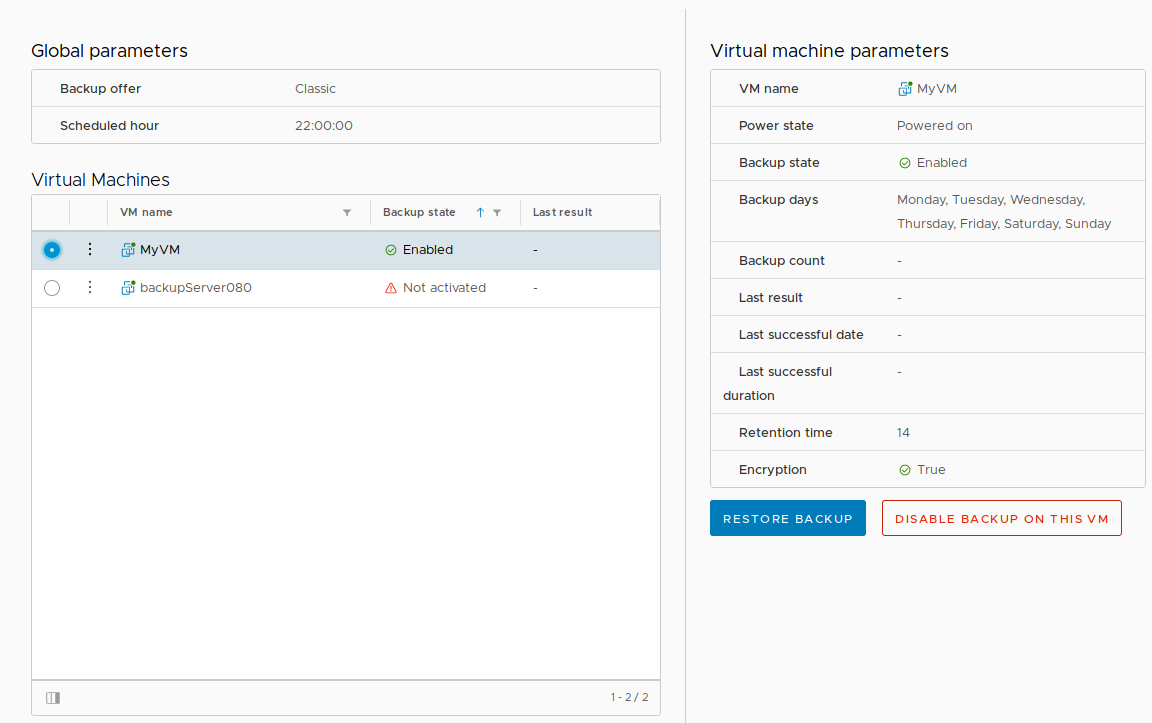 Global parameters
Backup offer Classic
Scheduled hour 22:00:00
Virtual Machines
VM name Backup state Last result
MyVM Enabled -
backupServer080 Not activated -
1 - 2 / 2
Virtual machine parameters
VM name MyVM
Power state Powered on
Backup state Enabled
Backup days Monday, Tuesday, Wednesday,
Thursday, Friday, Saturday, Sunday
Backup count -
Last result -
Last successful date -
Last successful -
duration
Retention time 14
Encryption True
RESTORE BACKUP DISABLE BACKUP ON THIS VM